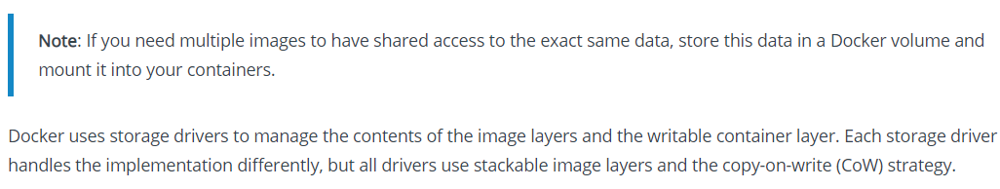 Note: If you need multiple images to have shared access to the exact same data, store this data in a Docker volume and
mount it into your containers.
Docker uses storage drivers to manage the contents of the image layers and the writable container layer. Each storage driver
handles the implementation differently, but all drivers use stackable image layers and the copy-on-write (CoW) strategy.